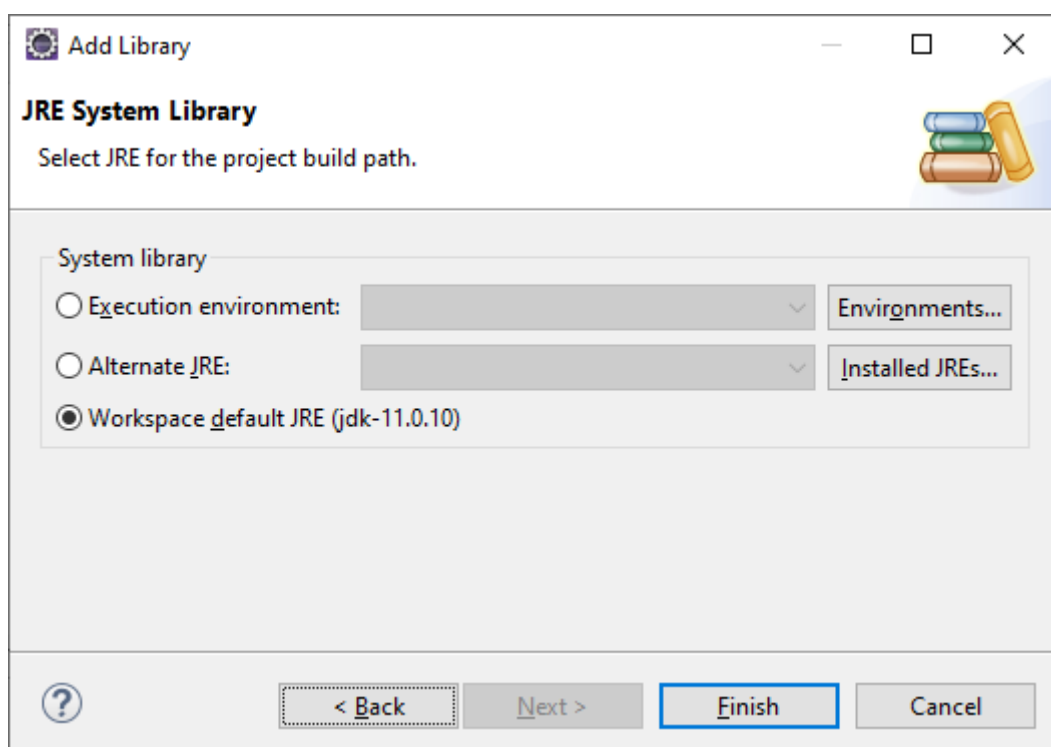 Add Library
JRE System Library
Select JRE for the project build path.
System library
Execution environment:
Environments...
Alternate JRE:
Installed JREs...
Workspace default JRE (jdk-11.0.10)
?
< Back
Next >
Finish
Cancel